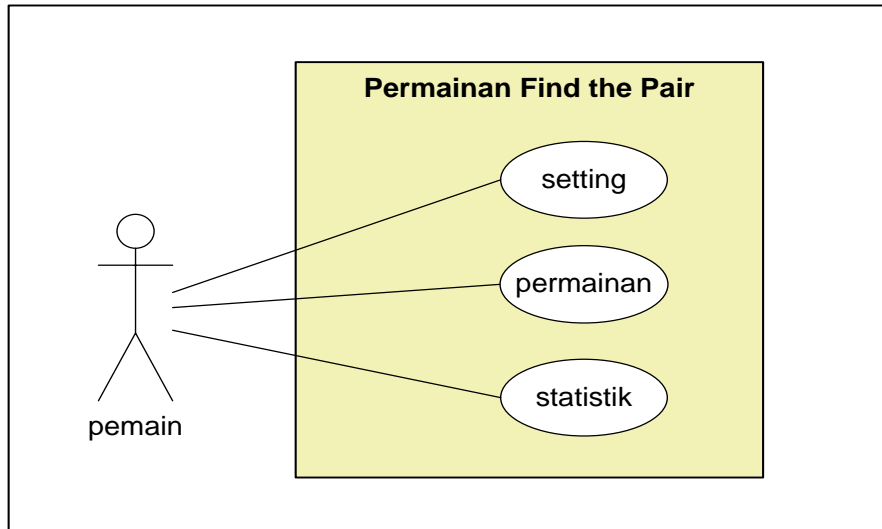 Permainan Find the Pair
setting
permainan
statistik
pemain